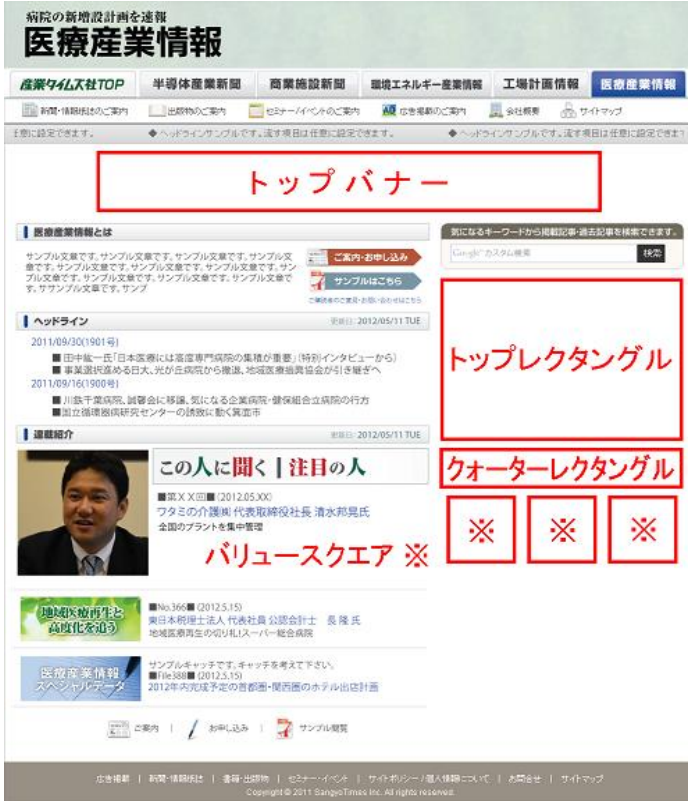 病院の新増設計画を速報
医療産業情報
産業タイムズ社TOP 半導体産業新聞 商業施設新聞 環境エネルギー産業情報 工場計画情報 医療産業情報
新聞・情報紙誌のご案内 出版物のご案内 セミナー/イベントのご案内 AD 広告掲載のご案内 会社概要 サイトマップ
任意に設定できます。 ◆ヘッドラインサンプルです。流す項目は任意に設定できます。 ◆ヘッドラインサンプルです。流す項目は任意に設定できます
トップバナー
医療産業情報とは
気になるキーワードから掲載記事・過去記事を検索できます。
サンプル文章です。サンプル文章です。サンプル文章です。サンプル文
章です。サンプル文章です。サンプル文章です。サンプル文章です。サン
プル文章です。サンプル文章です。サンプル文章です。サンプル文章で
す。ササンプル文章です。サンプ
ご案内・お申し込み
サンプルはこちら
ご購読者のご意見・お問い合わせはこちら
Google カスタム検索 検索
ヘッドライン 更新日: 2012/05/11 TUE
2011/09/30(1901号)
■田中紘一氏「日本医療には高度専門病院の集積が重要」(特別インタビューから)
■事業選択進める日大、光が丘病院から撤退、地域医療振興協会が引き継ぎへ
2011/09/16(1900号)
■川鉄千葉病院、誠馨会に移譲、気になる企業病院・健保組合立病院の行方
■国立循環器病研究センターの誘致に動く箕面市
トップレクタングル
連載紹介 更新日: 2012/05/11 TUE
この人に聞く | 注目の人
■第ＸＸ回■(2012.05.XX)
ワタミの介護㈱ 代表取締役社長 清水邦晃氏
全国のプラントを集中管理
クォーターレクタングル
※ ※ ※
バリュースクエア ※
地域医療再生と
高度化を追う
■No.366■(2012.5.15)
東日本税理士法人 代表社員 公認会計士 長 隆 氏
地域医療再生の切り札!スーパー総合病院
医療産業情報
スペシャルデータ
サンプルキャッチです。キャッチを考えて下さい。
■File388■(2012.5.15)
2012年内完成予定の首都圏・関西圏のホテル出店計画
ご案内 | お申し込み | サンプル閲覧
広告掲載 | 新聞・情報紙誌 | 書籍・出版物 | セミナー・イベント | サイトポリシー/個人情報について | お問合せ | サイトマップ
Copyright © 2011 SangyoTimes Inc. All rights reserved.